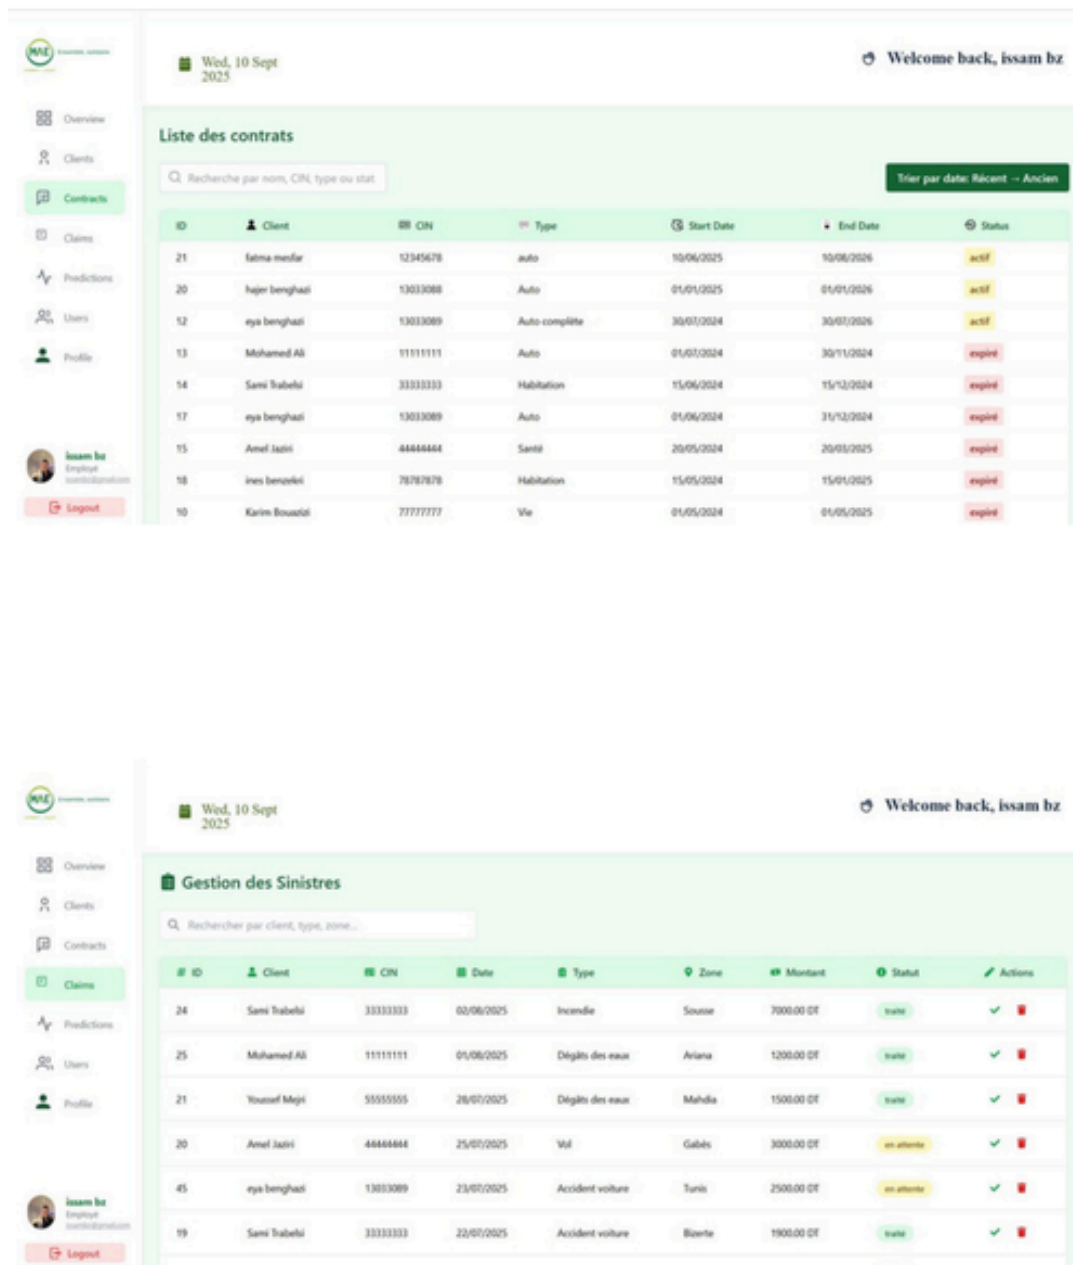 MAE
Wed, 10 Sept
2025
Welcome back, issam bz
Overview
Clients
Contracts
Claims
Predictions
Users
Profile
issam bz
Employé
Logout
Liste des contrats
Recherche par nom, CIN, type ou stat
Trier par date: Récent → Ancien
ID Client CIN Type Start Date End Date Status
21 fatma mesfar 12345678 auto 10/06/2025 10/08/2026 actif
20 hajer benghazi 13033088 Auto 01/01/2025 01/01/2026 actif
12 eya benghazi 13033089 Auto complète 30/07/2024 30/07/2026 actif
13 Mohamed Ali 11111111 Auto 01/07/2024 30/11/2024 expiré
14 Sami Trabelsi 33333333 Habitation 15/06/2024 15/12/2024 expiré
17 eya benghazi 13033089 Auto 01/06/2024 31/12/2024 expiré
15 Amel Jaziri 44444444 Santé 20/05/2024 20/03/2025 expiré
18 ines benzekri 78787878 Habitation 15/05/2024 15/01/2025 expiré
10 Karim Bouazizi 77777777 Vie 01/05/2024 01/05/2025 expiré
MAE
Wed, 10 Sept
2025
Welcome back, issam bz
Overview
Clients
Contracts
Claims
Predictions
Users
Profile
issam bz
Employé
Logout
Gestion des Sinistres
Rechercher par client, type, zone...
# ID Client CIN Date Type Zone Montant Statut Actions
24 Sami Trabelsi 33333333 02/08/2025 Incendie Sousse 7000.00 DT traité
25 Mohamed Ali 11111111 01/08/2025 Dégâts des eaux Ariana 1200.00 DT traité
21 Youssef Mejri 55555555 28/07/2025 Dégâts des eaux Mahdia 1500.00 DT traité
20 Amel Jaziri 44444444 25/07/2025 Vol Gabès 3000.00 DT en attente
45 eya benghazi 13033089 23/07/2025 Accident voiture Tunis 2500.00 DT en attente
19 Sami Trabelsi 33333333 22/07/2025 Accident voiture Bizerte 1900.00 DT traité